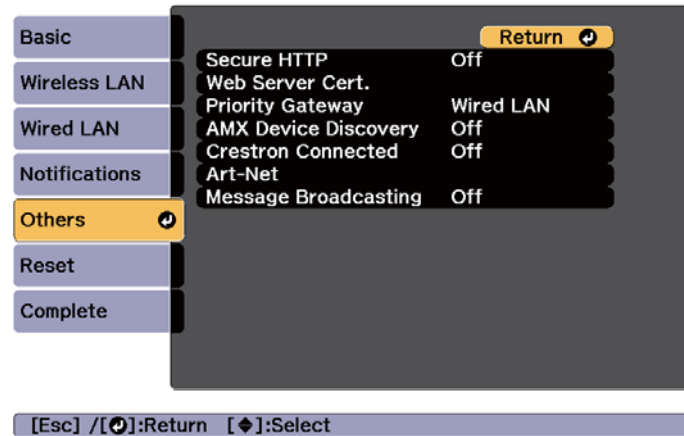 Basic
Wireless LAN
Wired LAN
Notifications
Others
Reset
Complete
Return
Secure HTTP Off
Web Server Cert.
Priority Gateway Wired LAN
AMX Device Discovery Off
Crestron Connected Off
Art-Net
Message Broadcasting Off
[Esc] /[⏎]:Return [◆]:Select